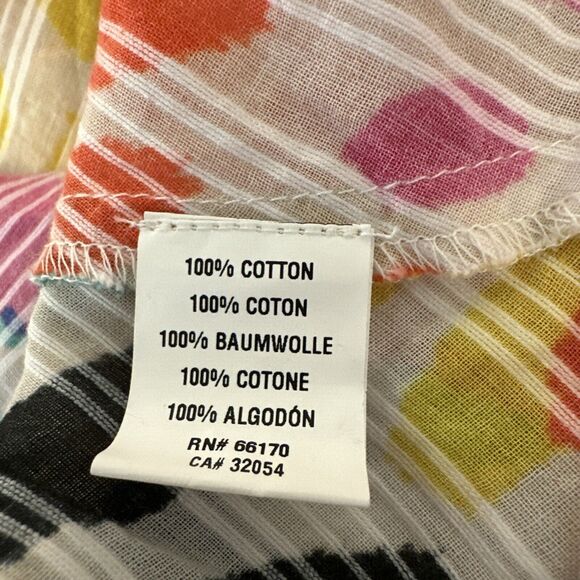 100% COTTON
100% COTON
100% BAUMWOLLE
100% COTONE
100% ALGODÓN
RN# 66170
CA# 32054